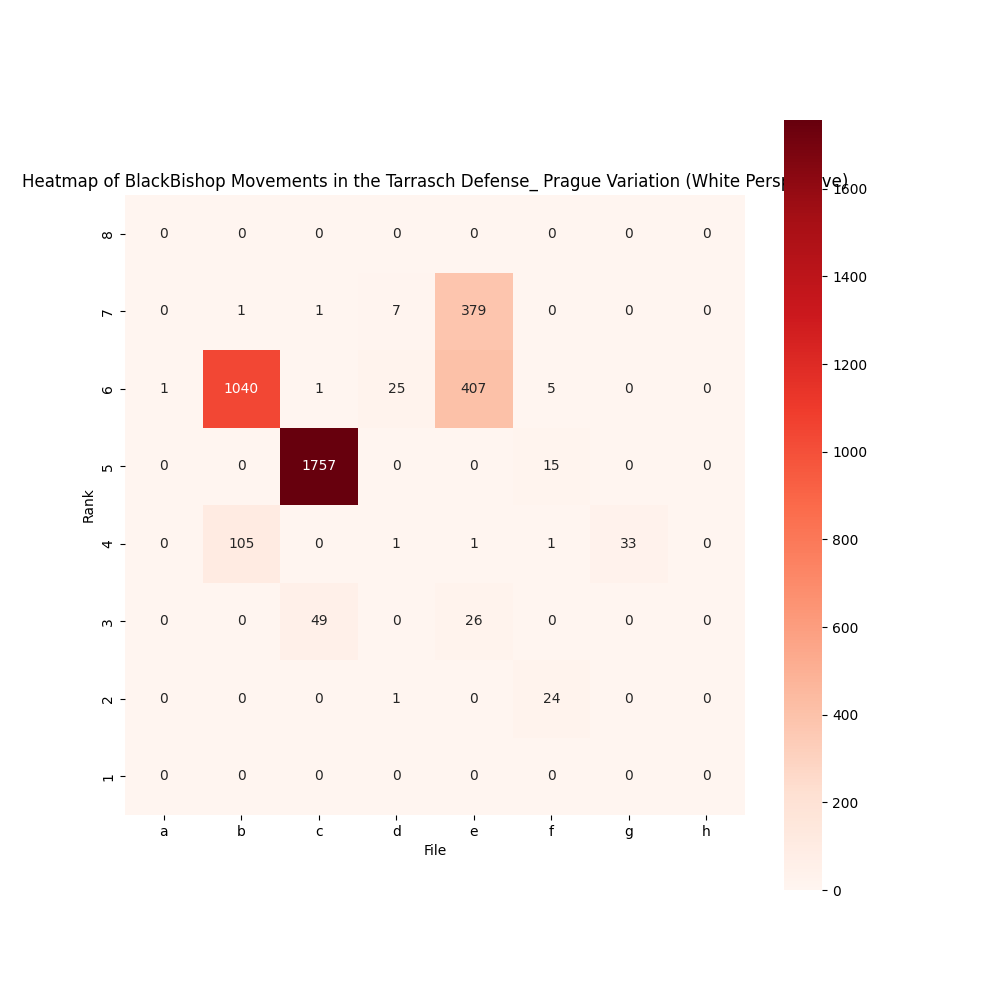 Heatmap of BlackBishop Movements in the Tarrasch Defense_ Prague Variation (White Pers ve)
1600
8 0 0 0 0 0 0 0 0
1400
7 0 1 1 7 379 0 0 0
1200
6 1 1040 1 25 407 5 0 0
1000
5 0 0 1757 0 0 15 0 0
Rank
800
4 0 105 0 1 1 1 33 0
600
3 0 0 49 0 26 0 0 0
400
2 0 0 0 1 0 24 0 0
1 0 0 0 0 0 0 0 0
200
a b c d e f g h
File
0